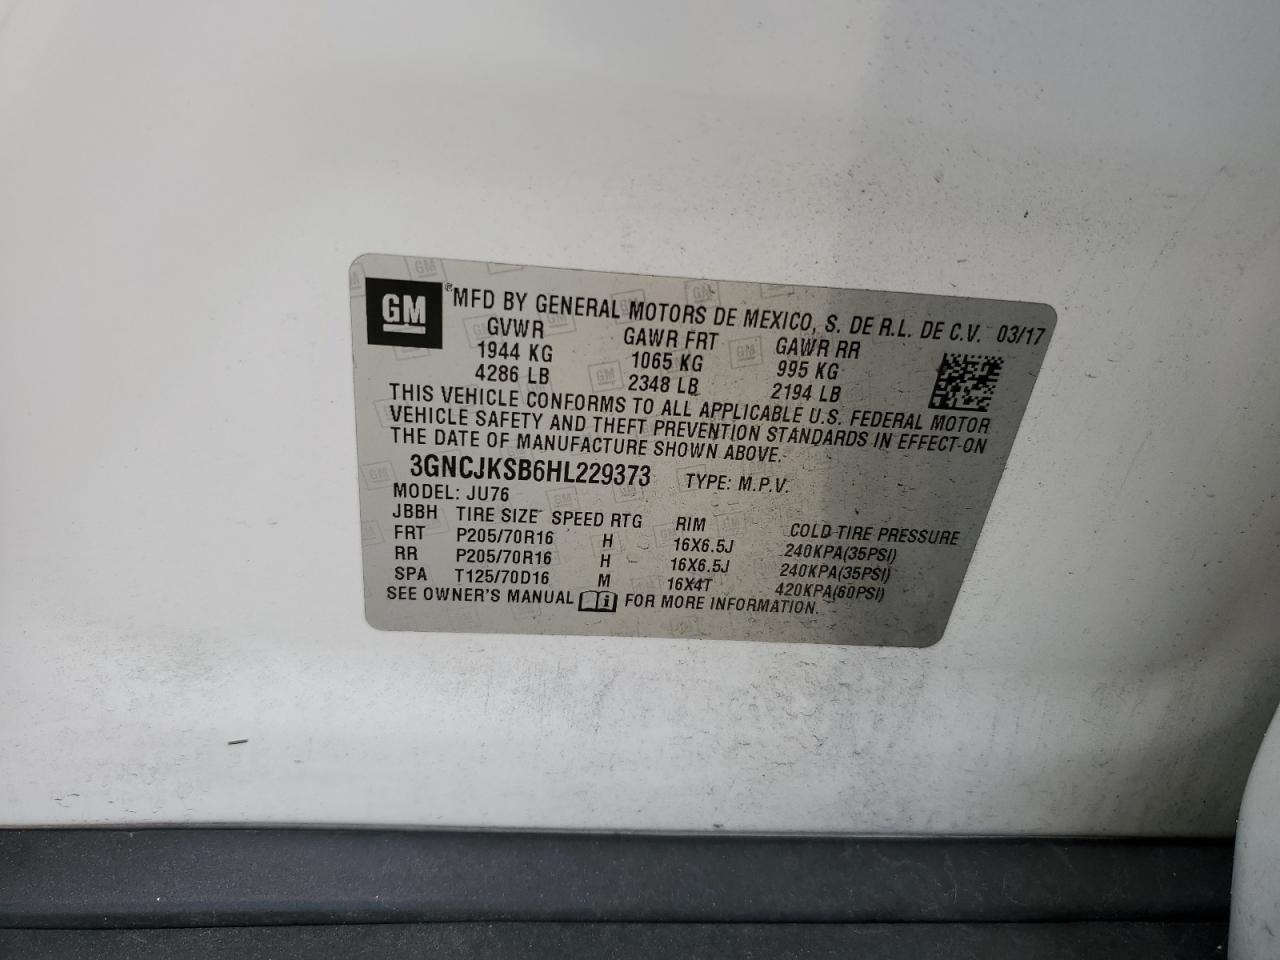 GM ® MFD BY GENERAL MOTORS DE MEXICO, S. DE R.L. DE C.V. 03/17
GVWR GAWR FRT GAWR RR
1944 KG 1065 KG 995 KG
4286 LB 2348 LB 2194 LB
THIS VEHICLE CONFORMS TO ALL APPLICABLE U.S. FEDERAL MOTOR
VEHICLE SAFETY AND THEFT PREVENTION STANDARDS IN EFFECT ON
THE DATE OF MANUFACTURE SHOWN ABOVE.
3GNCJKSB6HL229373 TYPE: M.P.V.
MODEL: JU76
JBBH TIRE SIZE SPEED RTG RIM COLD TIRE PRESSURE
FRT P205/70R16 H 16X6.5J 240KPA(35PSI)
RR P205/70R16 H 16X6.5J 240KPA(35PSI)
SPA T125/70D16 M 16X4T 420KPA(60PSI)
SEE OWNER'S MANUAL FOR MORE INFORMATION.